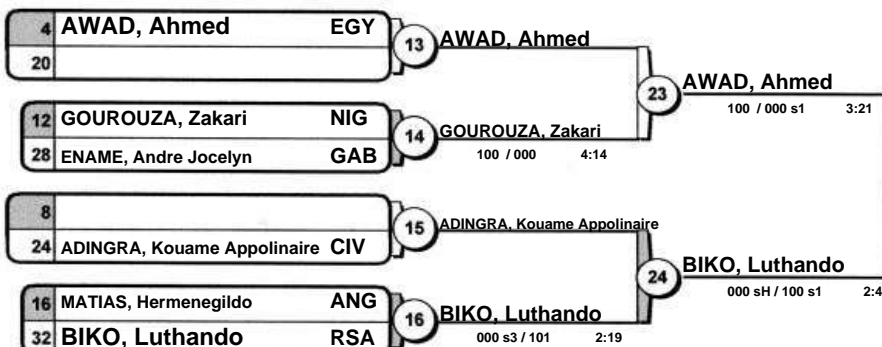 4 AWAD, Ahmed EGY
20
13 AWAD, Ahmed
12 GOUROUZA, Zakari NIG
28 ENAME, Andre Jocelyn GAB
14 GOUROUZA, Zakari
100 / 000 4:14
23 AWAD, Ahmed
100 / 000 s1 3:21
8
24 ADINGRA, Kouame Appolinaire CIV
15 ADINGRA, Kouame Appolinaire
16 MATIAS, Hermenegildo ANG
32 BIKO, Luthando RSA
16 BIKO, Luthando
000 s3 / 101 2:19
24 BIKO, Luthando
000 sH / 100 s1 2:4